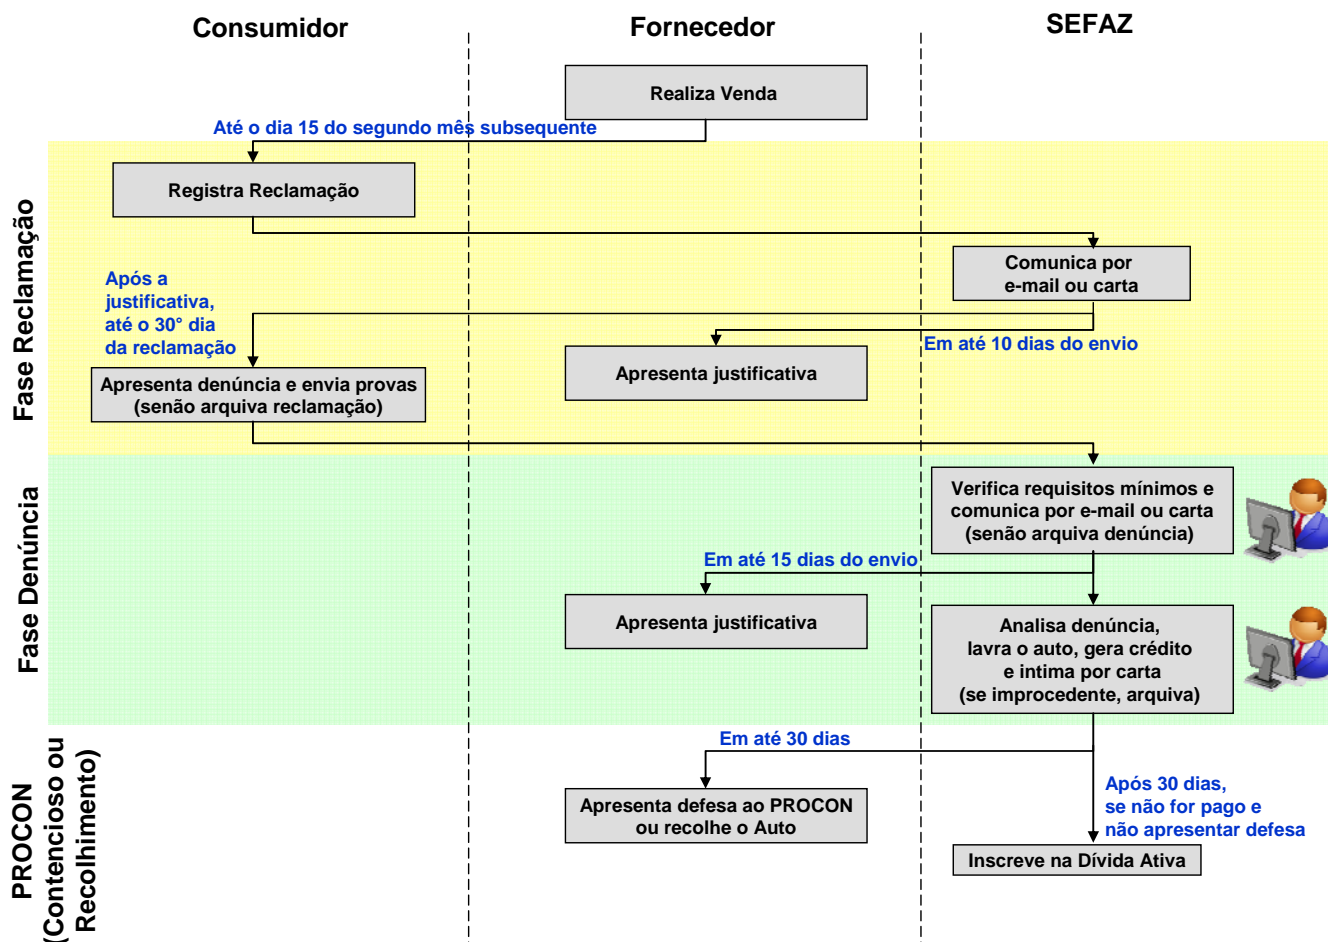 Consumidor
Fornecedor
SEFAZ
Realiza Venda
Até o dia 15 do segundo mês subsequente
Fase Reclamação
Registra Reclamação
Comunica por
e-mail ou carta
Após a
justificativa,
até o 30° dia
da reclamação
Em até 10 dias do envio
Apresenta justificativa
Apresenta denúncia e envia provas
(senão arquiva reclamação)
Fase Denúncia
Verifica requisitos mínimos e
comunica por e-mail ou carta
(senão arquiva denúncia)
Em até 15 dias do envio
Apresenta justificativa
Analisa denúncia,
lavra o auto, gera crédito
e intima por carta
(se improcedente, arquiva)
PROCON
(Contencioso ou
Recolhimento)
Em até 30 dias
Apresenta defesa ao PROCON
ou recolhe o Auto
Após 30 dias,
se não for pago e
não apresentar defesa
Inscreve na Dívida Ativa